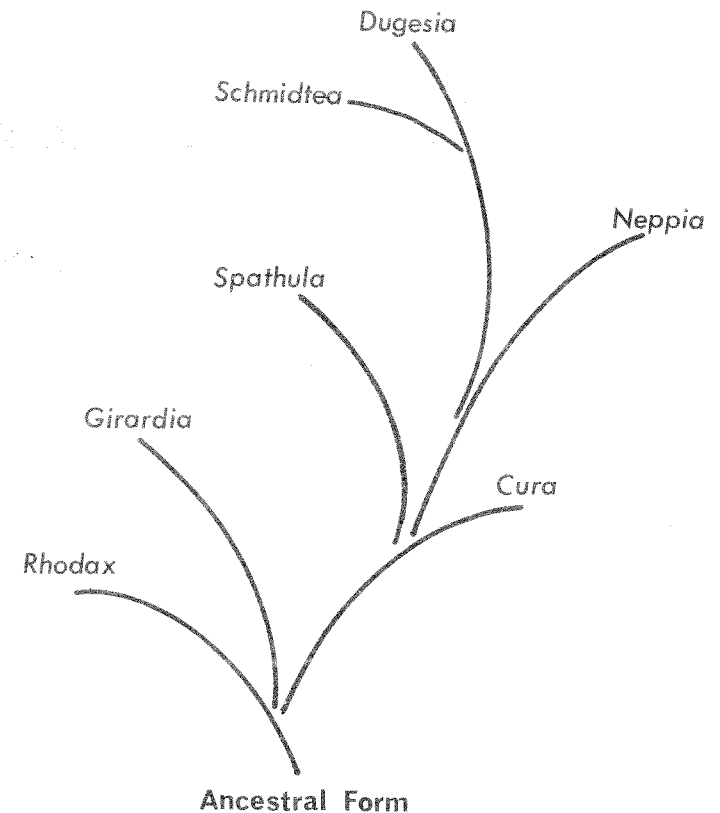 Dugesia
Schmidtea
Neppia
Spathula
Girardia
Cura
Rhodax
Ancestral Form